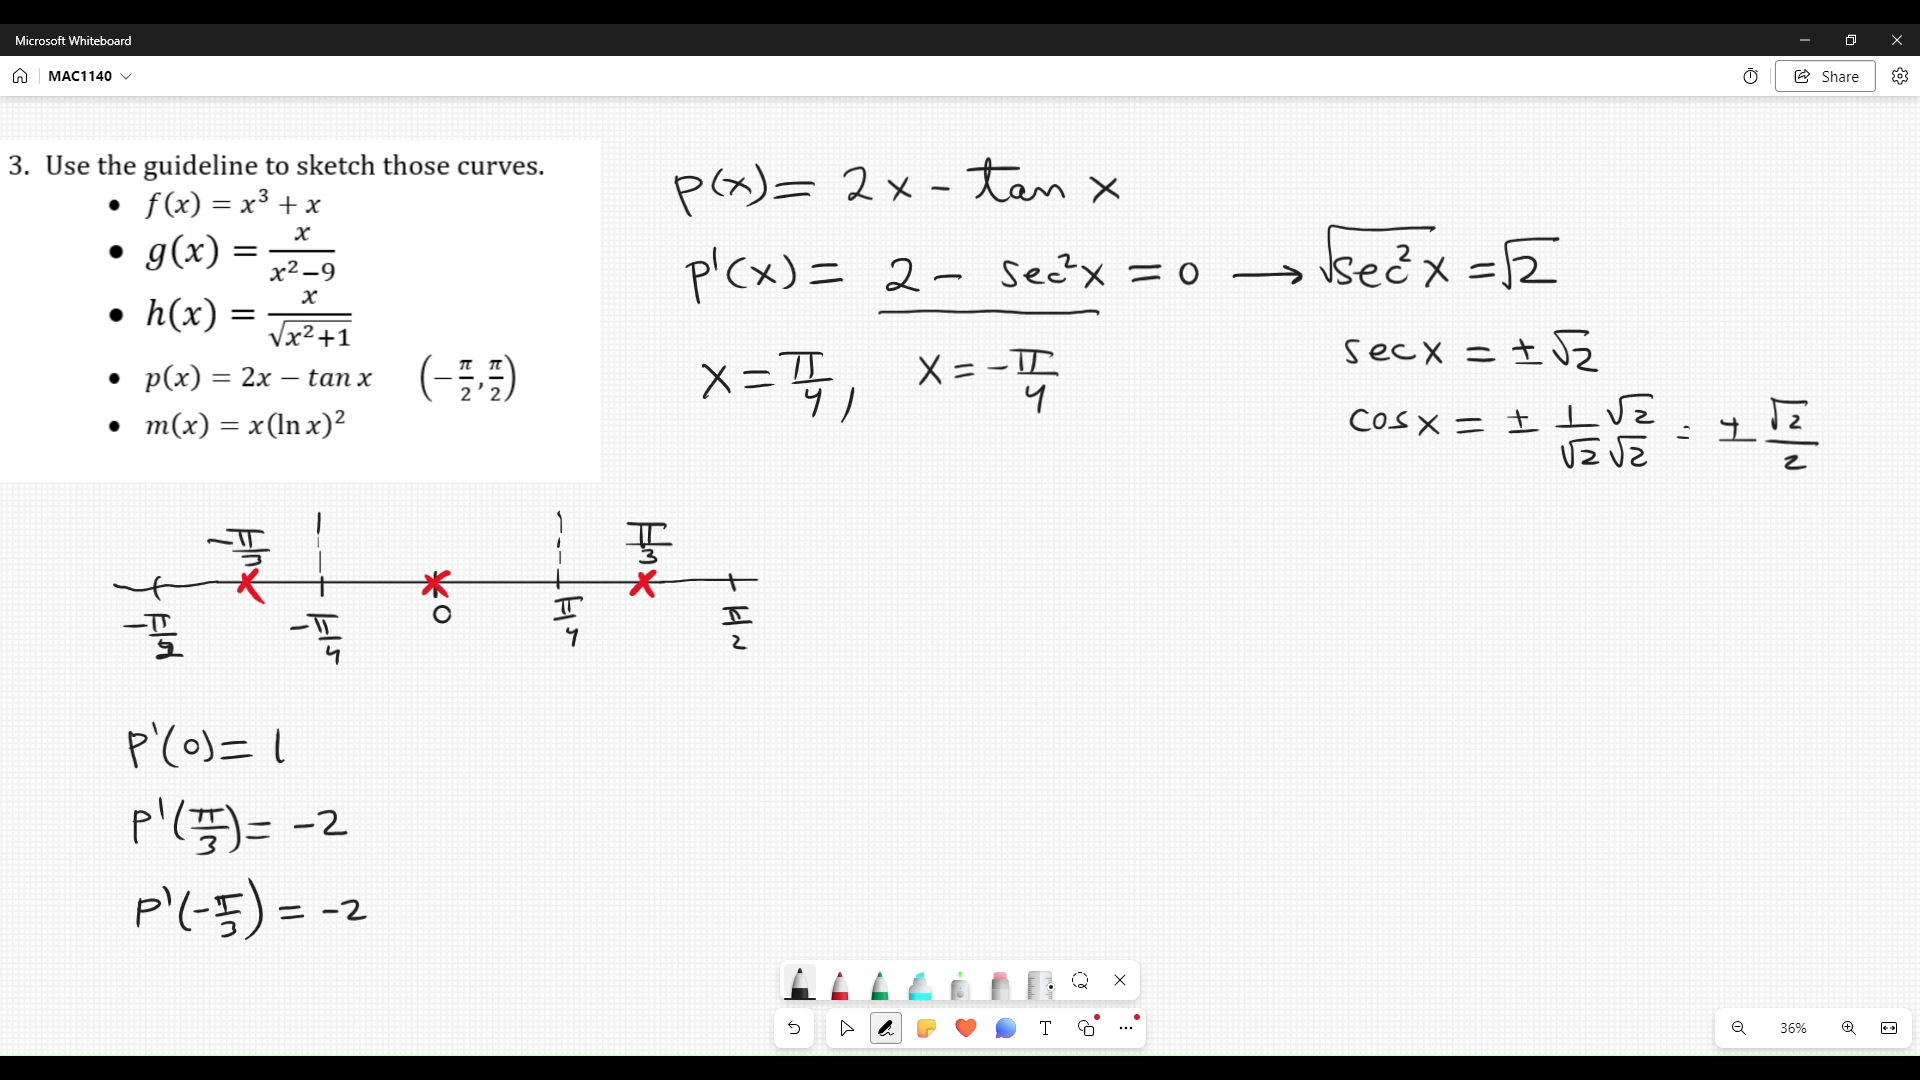 Microsoft Whiteboard
MAC1140
Share
3. Use the guideline to sketch those curves.
• f(x) = x³ + x
• g(x) = x/(x²−9)
• h(x) = x/√(x²+1)
• p(x) = 2x − tan x (−π/2, π/2)
• m(x) = x(ln x)²
p(x) = 2x - tan x
p'(x) = 2 - sec²x = 0 → √sec²x = √2
sec x = ±√2
x = π/4, x = -π/4
cos x = ± 1/√2 √2/√2 = ± √2/2
-π/3 π/3
-π/2 -π/4 0 π/4 π/2
P'(0) = 1
P'(π/3) = -2
P'(-π/3) = -2
T
36%